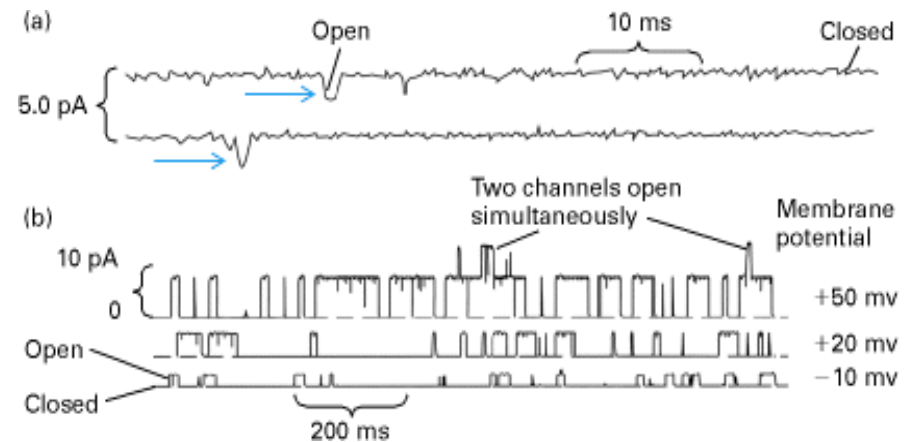 (a)
Open
10 ms
Closed
5.0 pA
Two channels open
simultaneously
(b)
Membrane
potential
10 pA
0
+50 mv
+20 mv
Open
−10 mv
Closed
200 ms